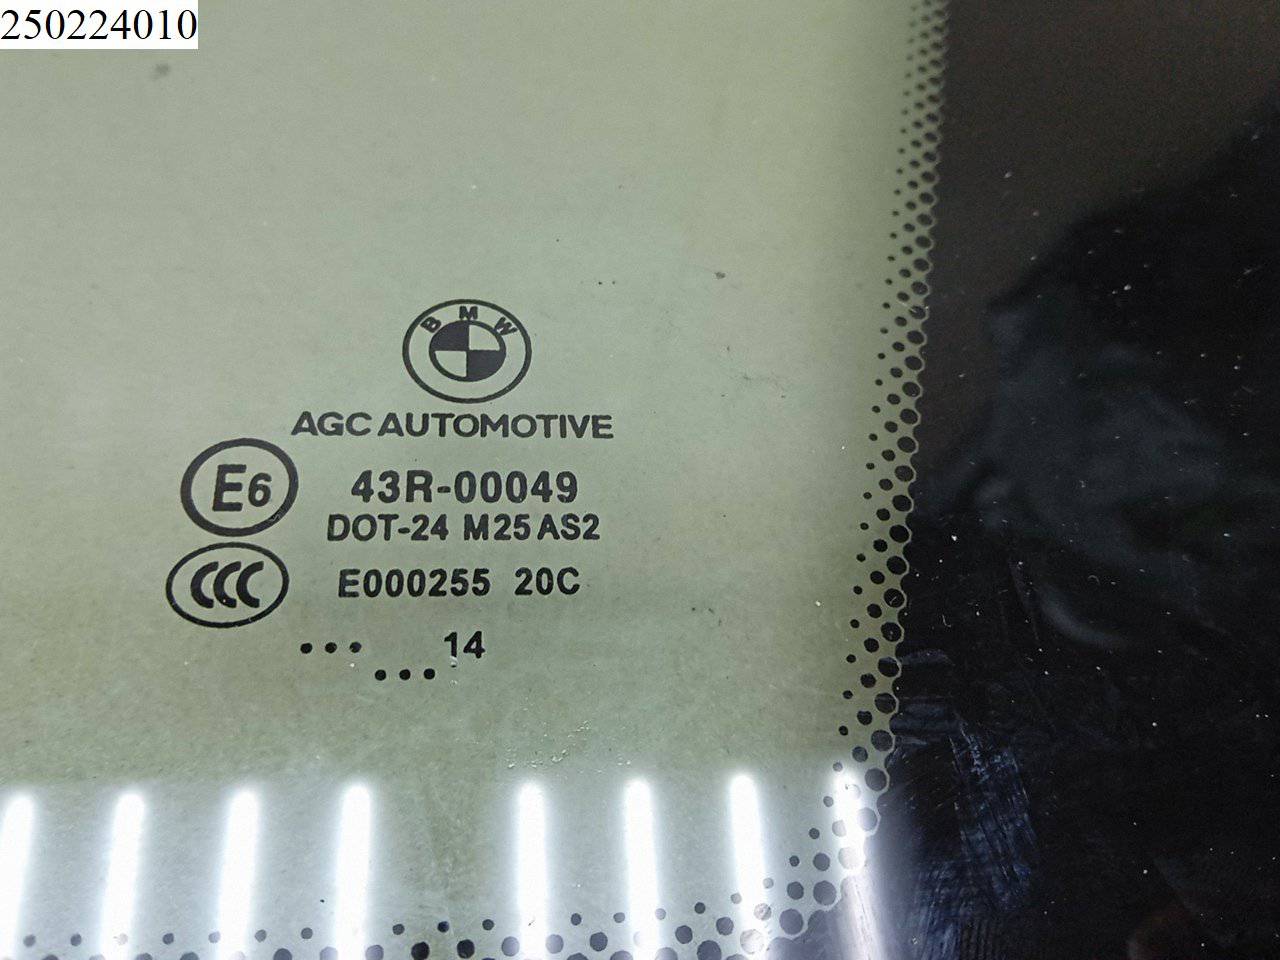 250224010
BMW
AGC AUTOMOTIVE
E6
43R-00049
DOT-24 M25 AS2
CCC
E000255 20C
... 14
...